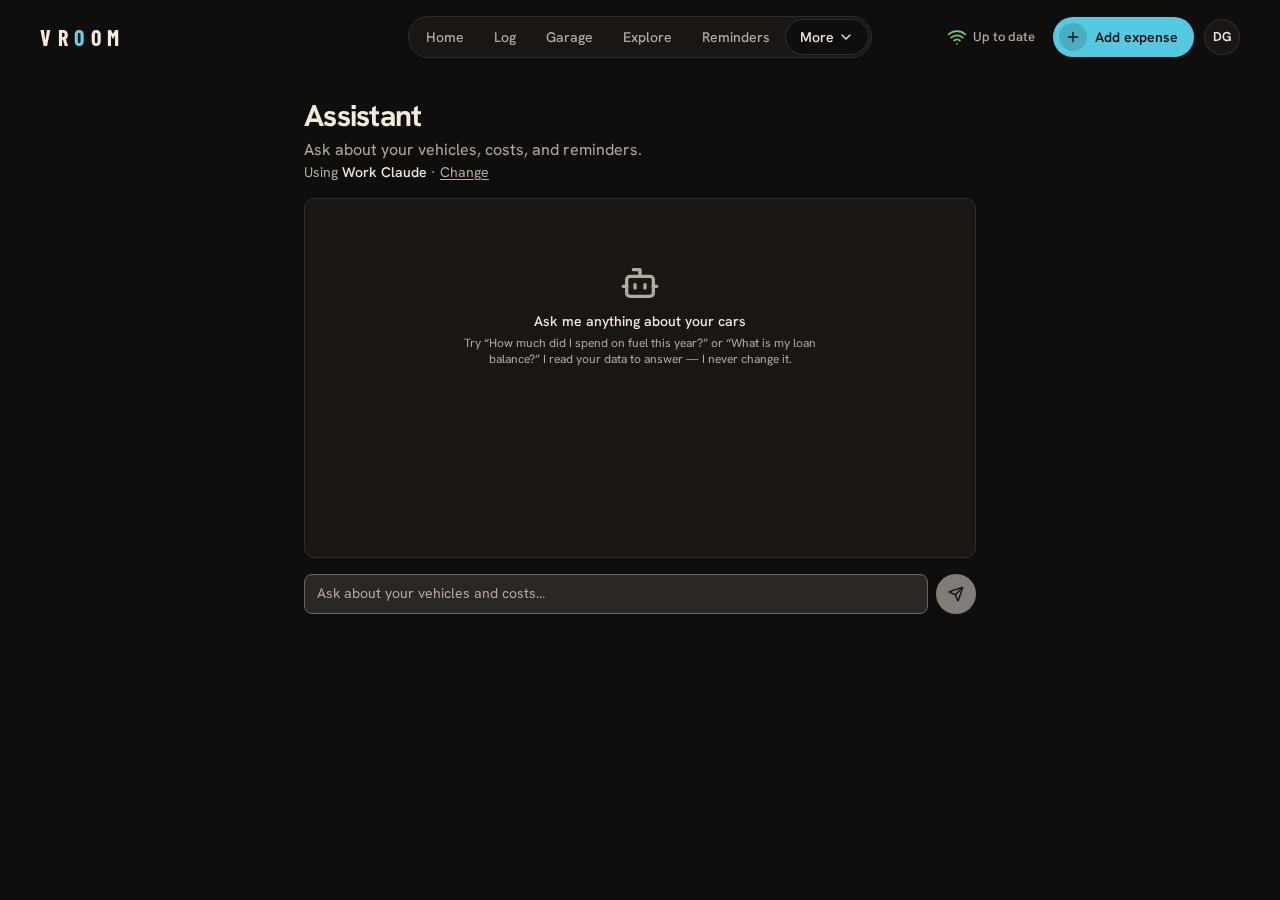 VROOM
Home Log Garage Explore Reminders More
Up to date
Add expense
DG
Assistant
Ask about your vehicles, costs, and reminders.
Using Work Claude · Change
Ask me anything about your cars
Try “How much did I spend on fuel this year?” or “What is my loan
balance?” I read your data to answer — I never change it.
Ask about your vehicles and costs...